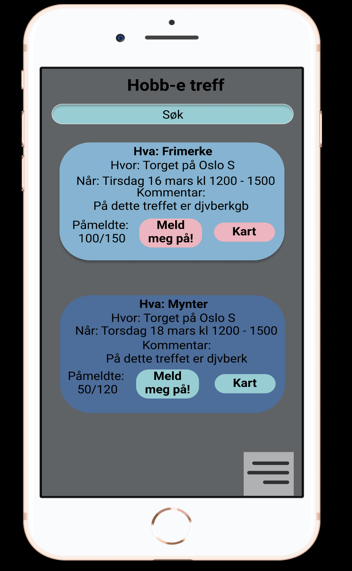 Hobb-e treff
Søk
Hva: Frimerke
Hvor: Torget på Oslo S
Når: Tirsdag 16 mars kl 1200 - 1500
Kommentar:
På dette treffet er djvberkgb
Påmeldte:
100/150
Meld
meg på!
Kart
Hva: Mynter
Hvor: Torget på Oslo S
Når: Torsdag 18 mars kl 1200 - 1500
Kommentar:
På dette treffet er djvberk
Påmeldte:
50/120
Meld
meg på!
Kart